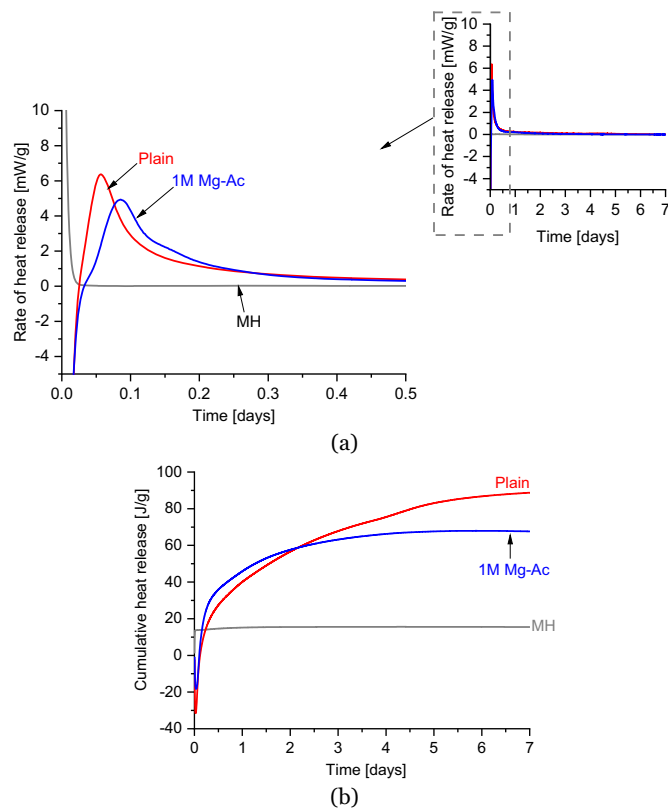 10
8
6
4
2
0
-2
-4
Rate of heat release [mW/g]
Plain
1M Mg-Ac
MH
0.0 0.1 0.2 0.3 0.4 0.5
Time [days]
10
8
6
4
2
0
-2
-4
Rate of heat release [mW/g]
0 1 2 3 4 5 6 7
Time [days]
(a)
100
80
60
40
20
0
-20
-40
Cumulative heat release [J/g]
Plain
1M Mg-Ac
MH
0 1 2 3 4 5 6 7
Time [days]
(b)